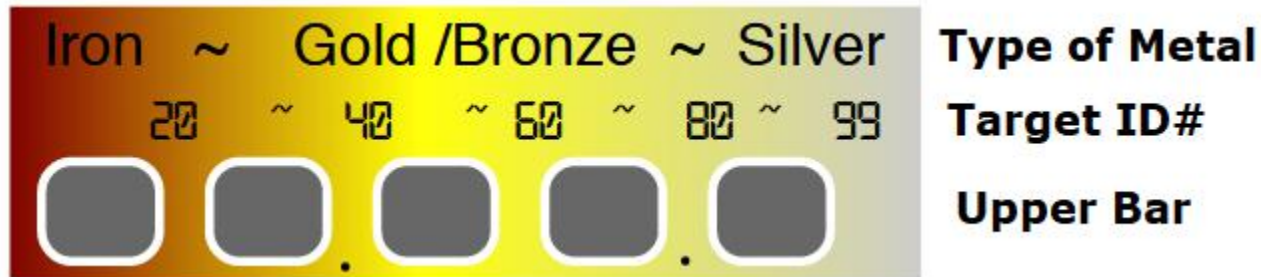 Iron ~ Gold /Bronze ~ Silver Type of Metal
20 ~ 40 ~ 60 ~ 80 ~ 99 Target ID#
Upper Bar